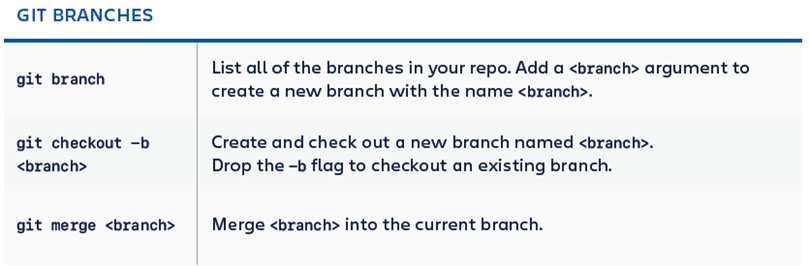 GIT BRANCHES
git branch
List all of the branches in your repo. Add a <branch> argument to
create a new branch with the name <branch>.
git checkout -b
<branch>
Create and check out a new branch named <branch>.
Drop the -b flag to checkout an existing branch.
git merge <branch>
Merge <branch> into the current branch.